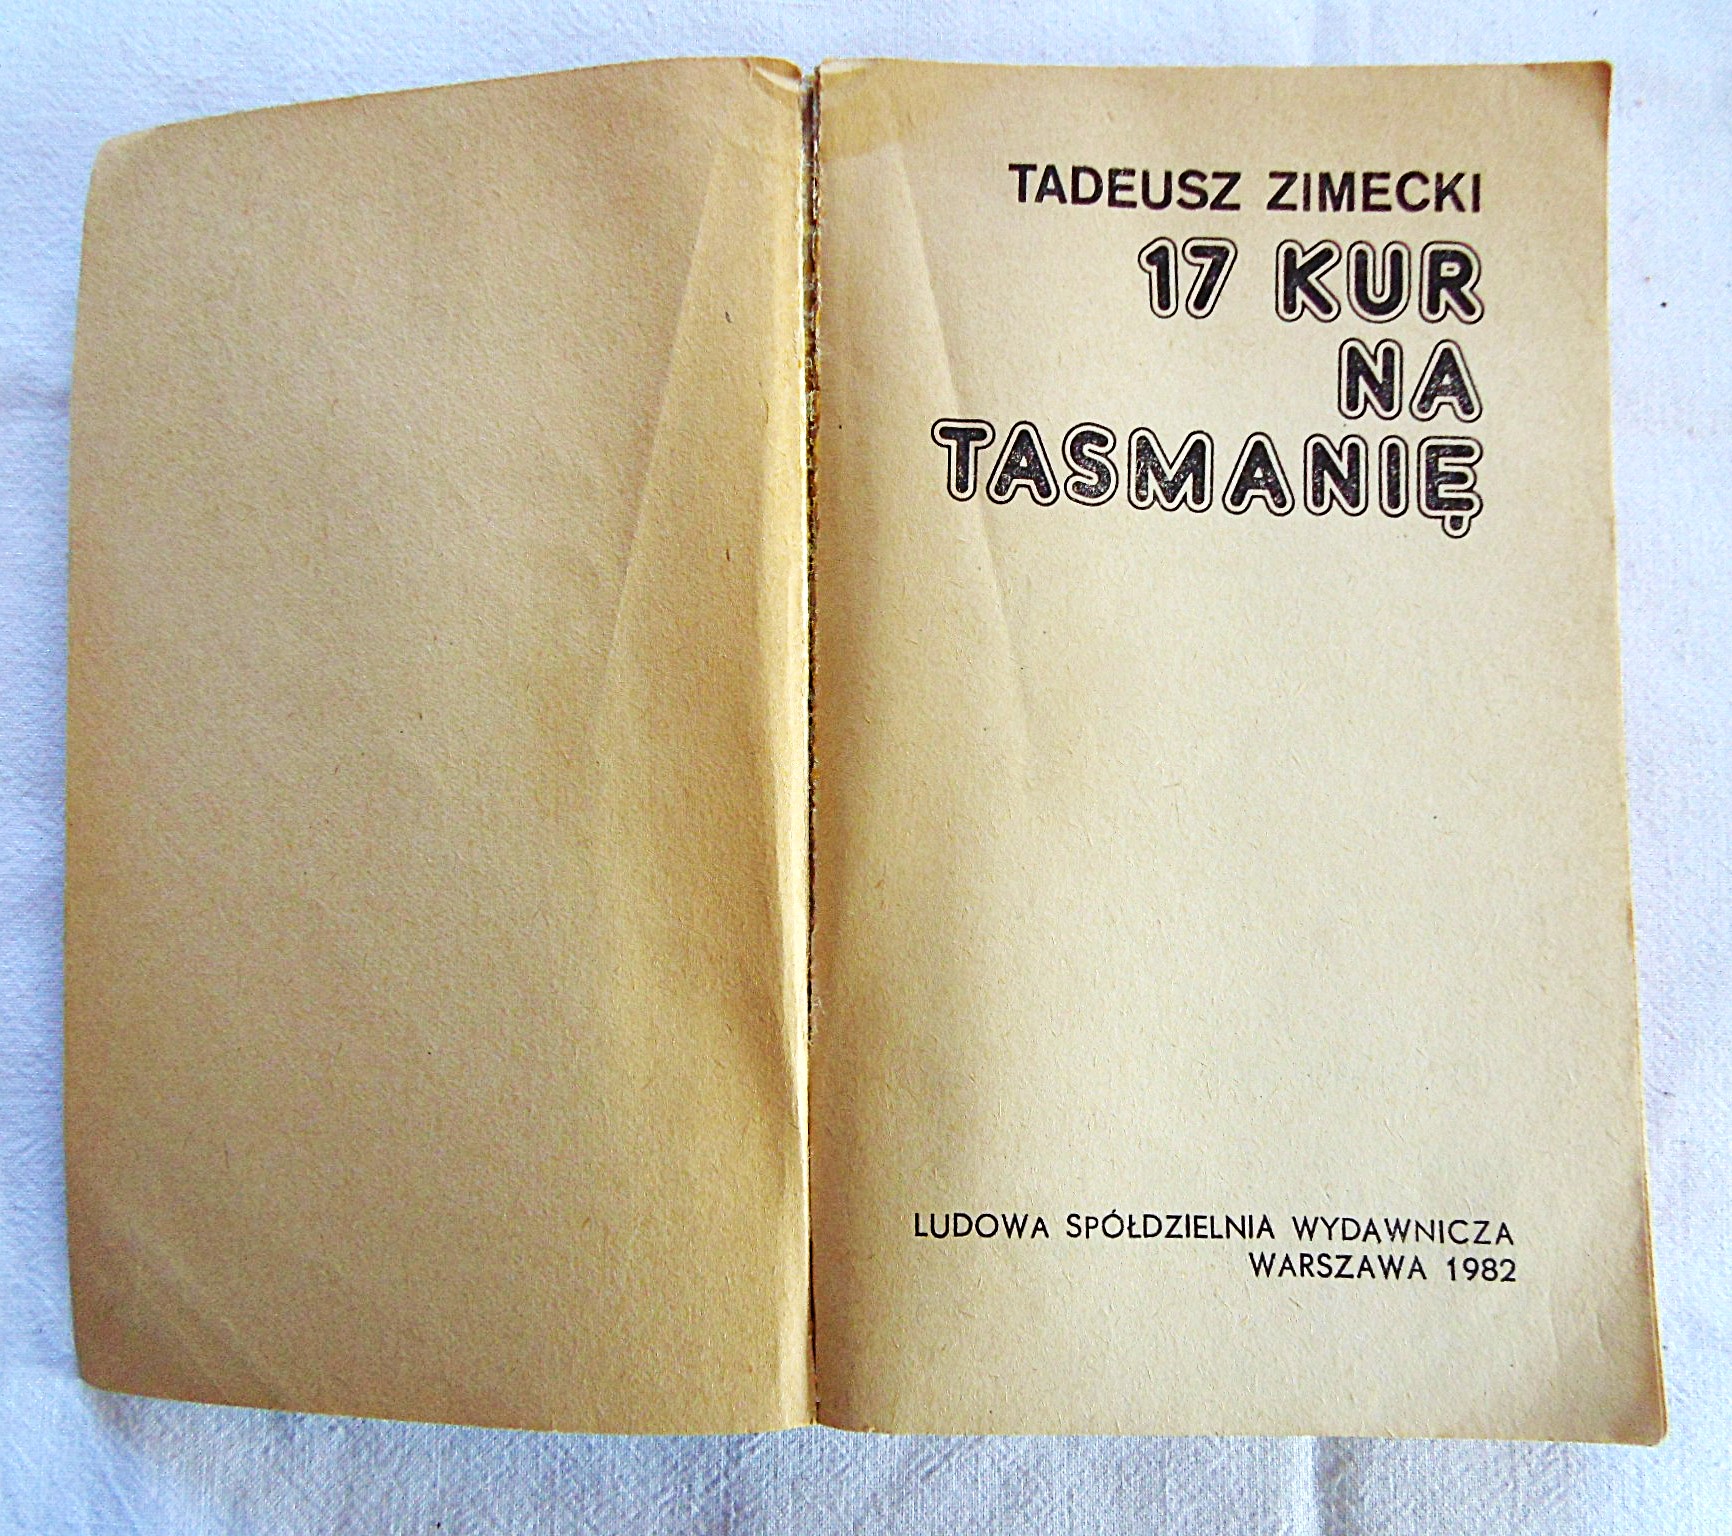 TADEUSZ ZIMECKI
17 KUR
NA
TASMANIĘ
LUDOWA SPÓŁDZIELNIA WYDAWNICZA
WARSZAWA 1982